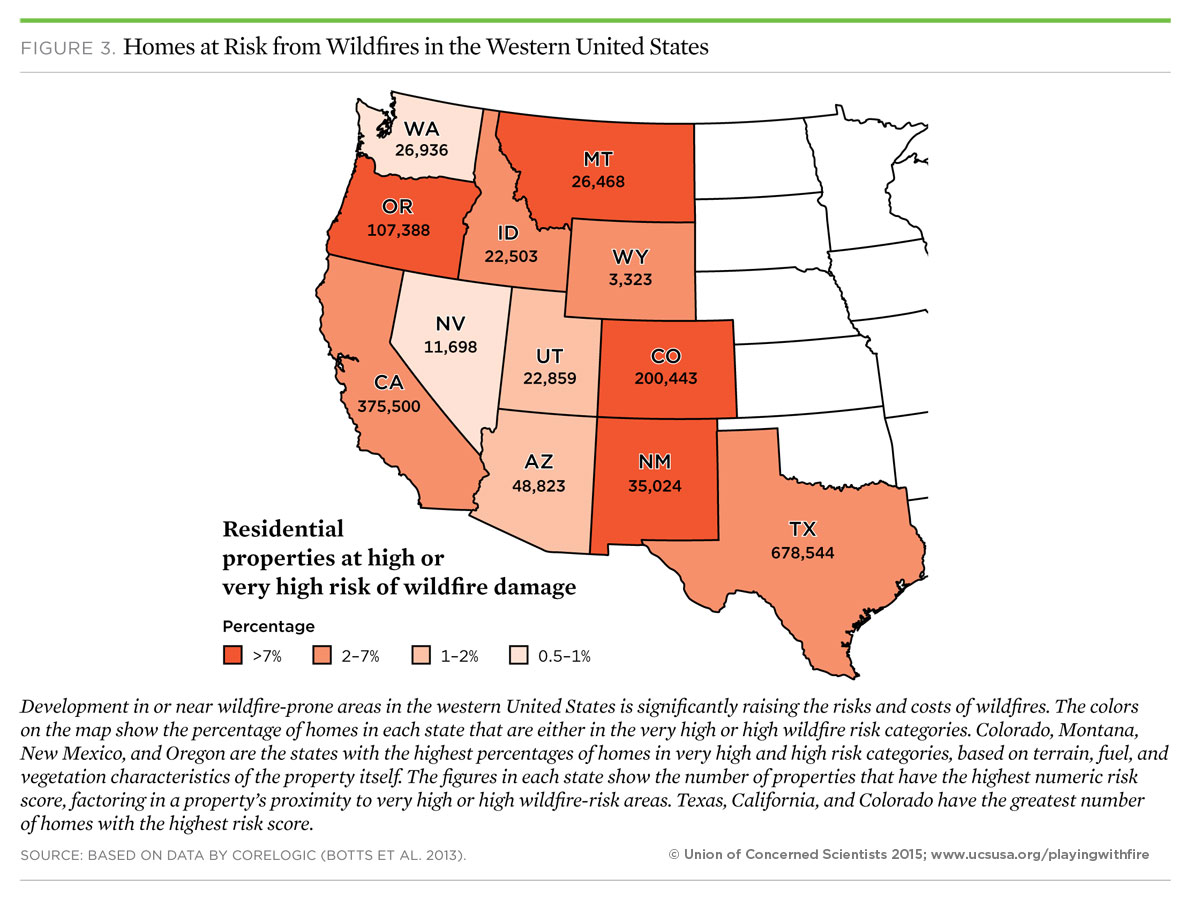 FIGURE 3. Homes at Risk from Wildfires in the Western United States
WA
26,936
MT
26,468
OR
107,388
ID
22,503
WY
3,323
NV
11,698
UT
22,859
CO
200,443
CA
375,500
AZ
48,823
NM
35,024
TX
678,544
Residential
properties at high or
very high risk of wildfire damage
Percentage
>7% 2–7% 1–2% 0.5–1%
Development in or near wildfire-prone areas in the western United States is significantly raising the risks and costs of wildfires. The colors
on the map show the percentage of homes in each state that are either in the very high or high wildfire risk categories. Colorado, Montana,
New Mexico, and Oregon are the states with the highest percentages of homes in very high and high risk categories, based on terrain, fuel, and
vegetation characteristics of the property itself. The figures in each state show the number of properties that have the highest numeric risk
score, factoring in a property’s proximity to very high or high wildfire-risk areas. Texas, California, and Colorado have the greatest number
of homes with the highest risk score.
SOURCE: BASED ON DATA BY CORELOGIC (BOTTS ET AL. 2013).
© Union of Concerned Scientists 2015; www.ucsusa.org/playingwithfire